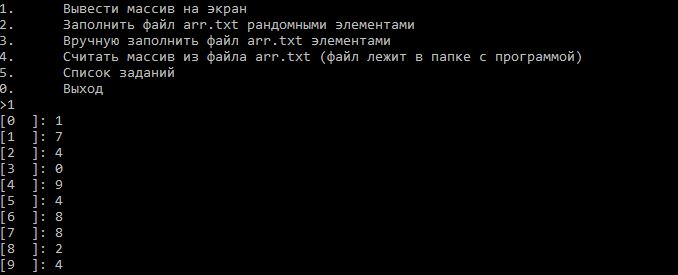 1.      Вывести массив на экран
2.      Заполнить файл arr.txt рандомными элементами
3.      Вручную заполнить файл arr.txt элементами
4.      Считать массив из файла arr.txt (файл лежит в папке с программой)
5.      Список заданий
0.      Выход
>1
[0  ]: 1
[1  ]: 7
[2  ]: 4
[3  ]: 0
[4  ]: 9
[5  ]: 4
[6  ]: 8
[7  ]: 8
[8  ]: 2
[9  ]: 4